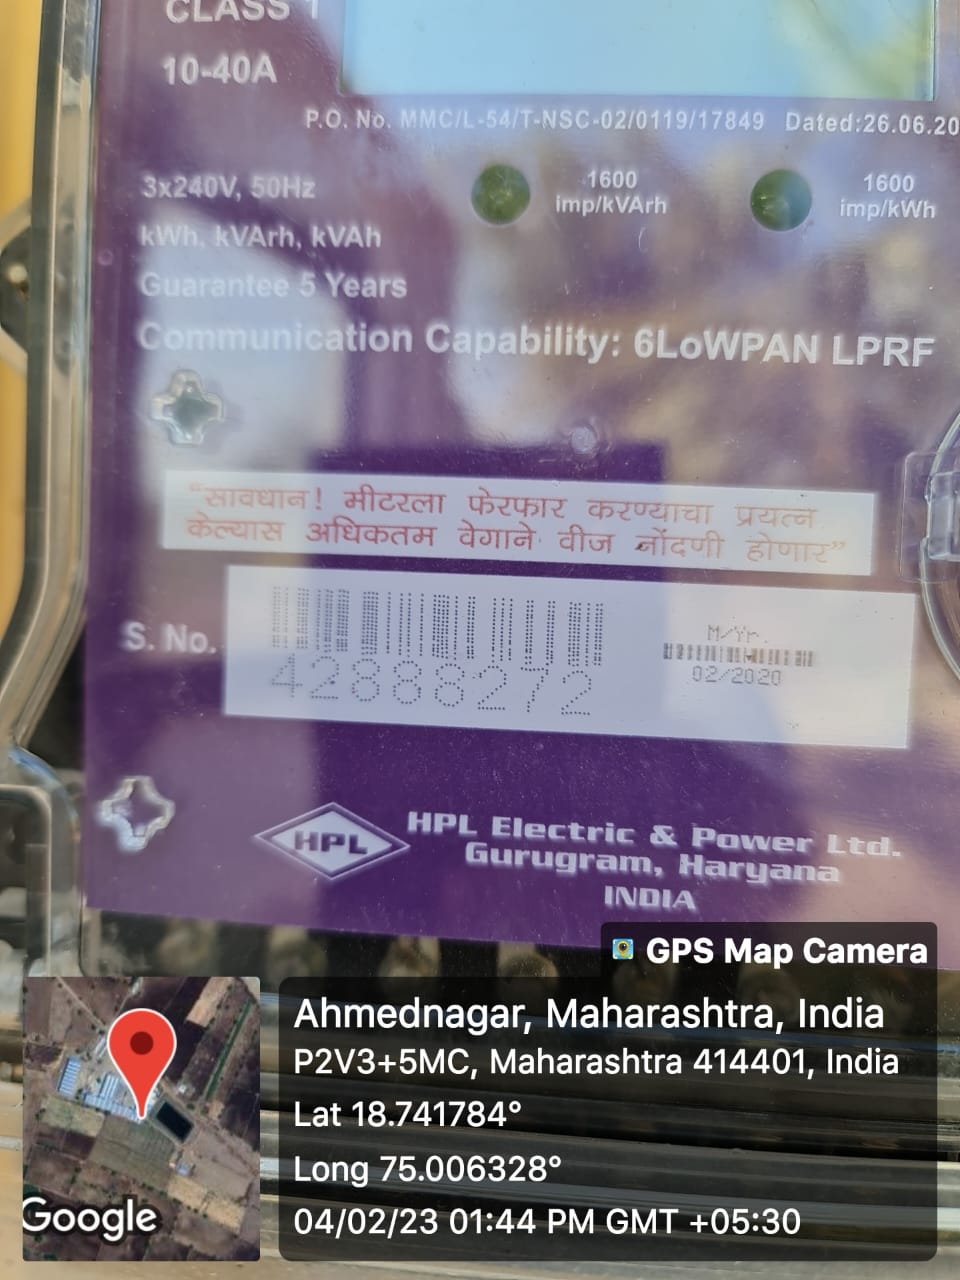 CLASS 1
10-40A
P.O. No. MMC/L-54/T-NSC-02/0119/17849 Dated:26.06.20
3x240V, 50Hz
1600
imp/kVArh
1600
imp/kWh
kWh, kVArh, kVAh
Guarantee 5 Years
Communication Capability: 6LoWPAN LPRF
“सावधान! मीटरला फेरफार करण्याचा प्रयत्न
केल्यास अधिकतम वेगाने वीज नोंदणी होणार”
S. No.
42888272
M/Yr.
02/2020
HPL
HPL Electric & Power Ltd.
Gurugram, Haryana
INDIA
GPS Map Camera
Ahmednagar, Maharashtra, India
P2V3+5MC, Maharashtra 414401, India
Lat 18.741784°
Long 75.006328°
04/02/23 01:44 PM GMT +05:30
Google